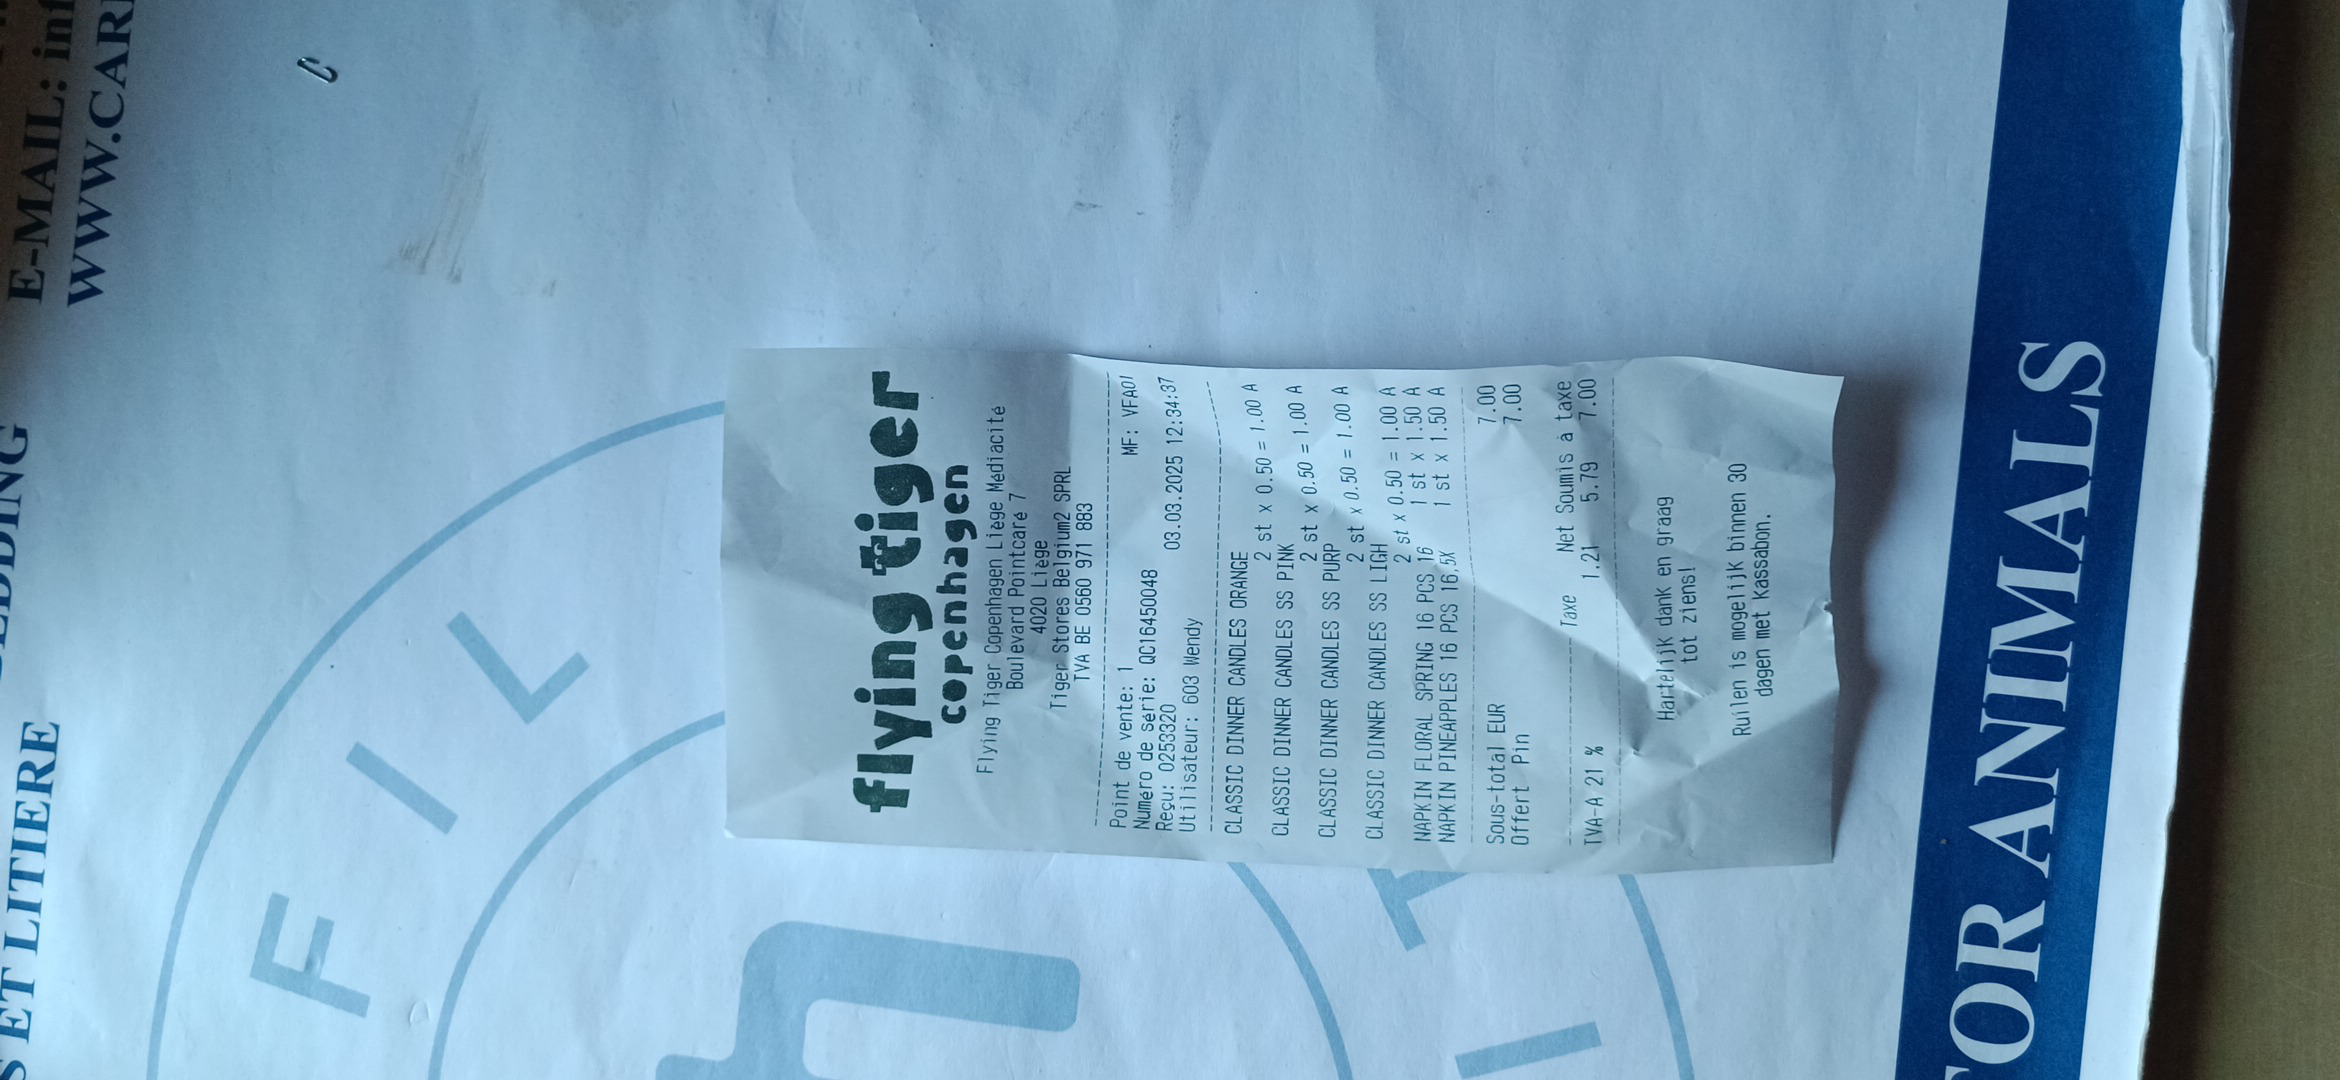 flying tiger
copenhagen
Flying Tiger Copenhagen Liège Médiacité
Boulevard Pointcaré 7
4020 Liège
Tiger Stores Belgium2 SPRL
TVA BE 0560 971 883
Point de vente: 1 MF: VFA01
Numéro de série: QC16450048
Reçu: 0253320 03.03.2025 12:34:37
Utilisateur: 603 Wendy
CLASSIC DINNER CANDLES ORANGE
2 st x 0.50 = 1.00 A
CLASSIC DINNER CANDLES SS PINK
2 st x 0.50 = 1.00 A
CLASSIC DINNER CANDLES SS PURP
2 st x 0.50 = 1.00 A
CLASSIC DINNER CANDLES SS LIGH
2 st x 0.50 = 1.00 A
NAPKIN FLORAL SPRING 16 PCS 16 1 st x 1.50 A
NAPKIN PINEAPPLES 16 PCS 16,5X 1 st x 1.50 A
Sous-total EUR 7.00
Offert Pin 7.00
Taxe Net Soumis à taxe
TVA-A 21 % 1.21 5.79 7.00
Hartelijk dank en graag
tot ziens!
Ruilen is mogelijk binnen 30
dagen met kassabon.
E-MAIL: inf
WWW.CAR
ET LITIERE
FIL
FOR ANIMALS